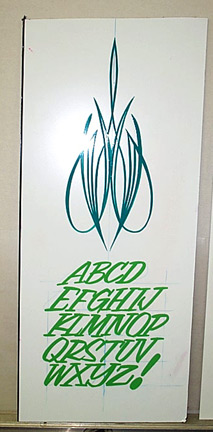 ABCD
EFGHIJ
KLMNOP
QRSTUV
WXYZ!